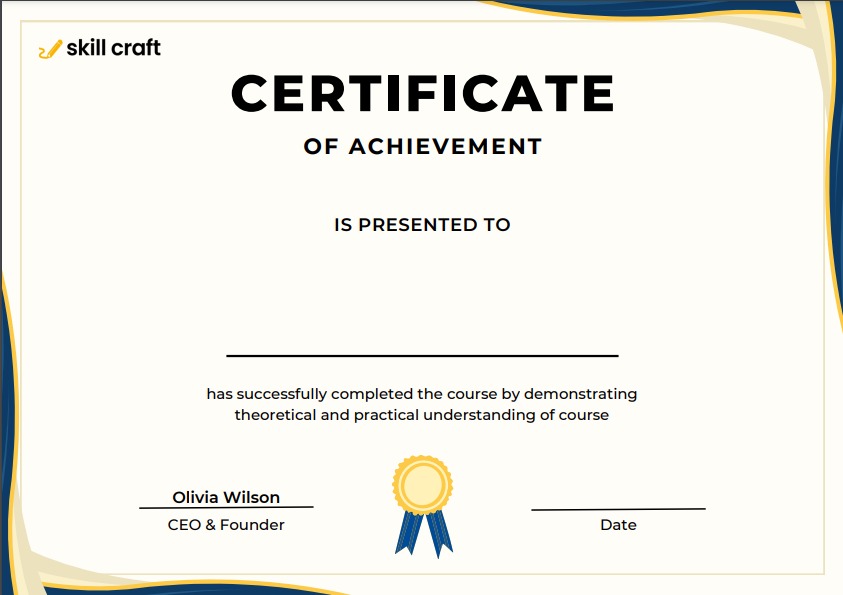 skill craft
CERTIFICATE
OF ACHIEVEMENT
IS PRESENTED TO
has successfully completed the course by demonstrating
theoretical and practical understanding of course
Olivia Wilson
CEO & Founder
Date